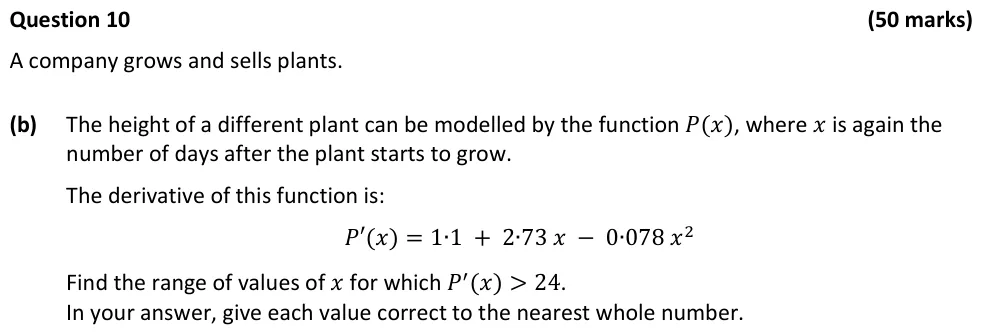 Question 10 (50 marks)
A company grows and sells plants.
(b) The height of a different plant can be modelled by the function P(x), where x is again the
number of days after the plant starts to grow.
The derivative of this function is:
P′(x) = 1·1 + 2·73 x − 0·078 x²
Find the range of values of x for which P′(x) > 24.
In your answer, give each value correct to the nearest whole number.